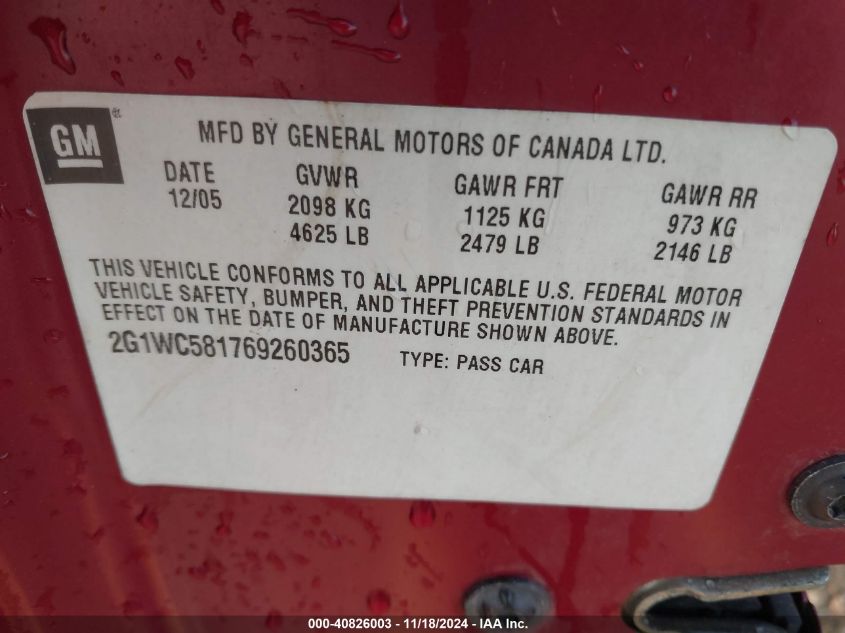 GM
MFD BY GENERAL MOTORS OF CANADA LTD.
DATE GVWR GAWR FRT GAWR RR
12/05 2098 KG 1125 KG 973 KG
4625 LB 2479 LB 2146 LB
THIS VEHICLE CONFORMS TO ALL APPLICABLE U.S. FEDERAL MOTOR
VEHICLE SAFETY, BUMPER, AND THEFT PREVENTION STANDARDS IN
EFFECT ON THE DATE OF MANUFACTURE SHOWN ABOVE.
2G1WC581769260365 TYPE: PASS CAR
000-40826003 - 11/18/2024 - IAA Inc.